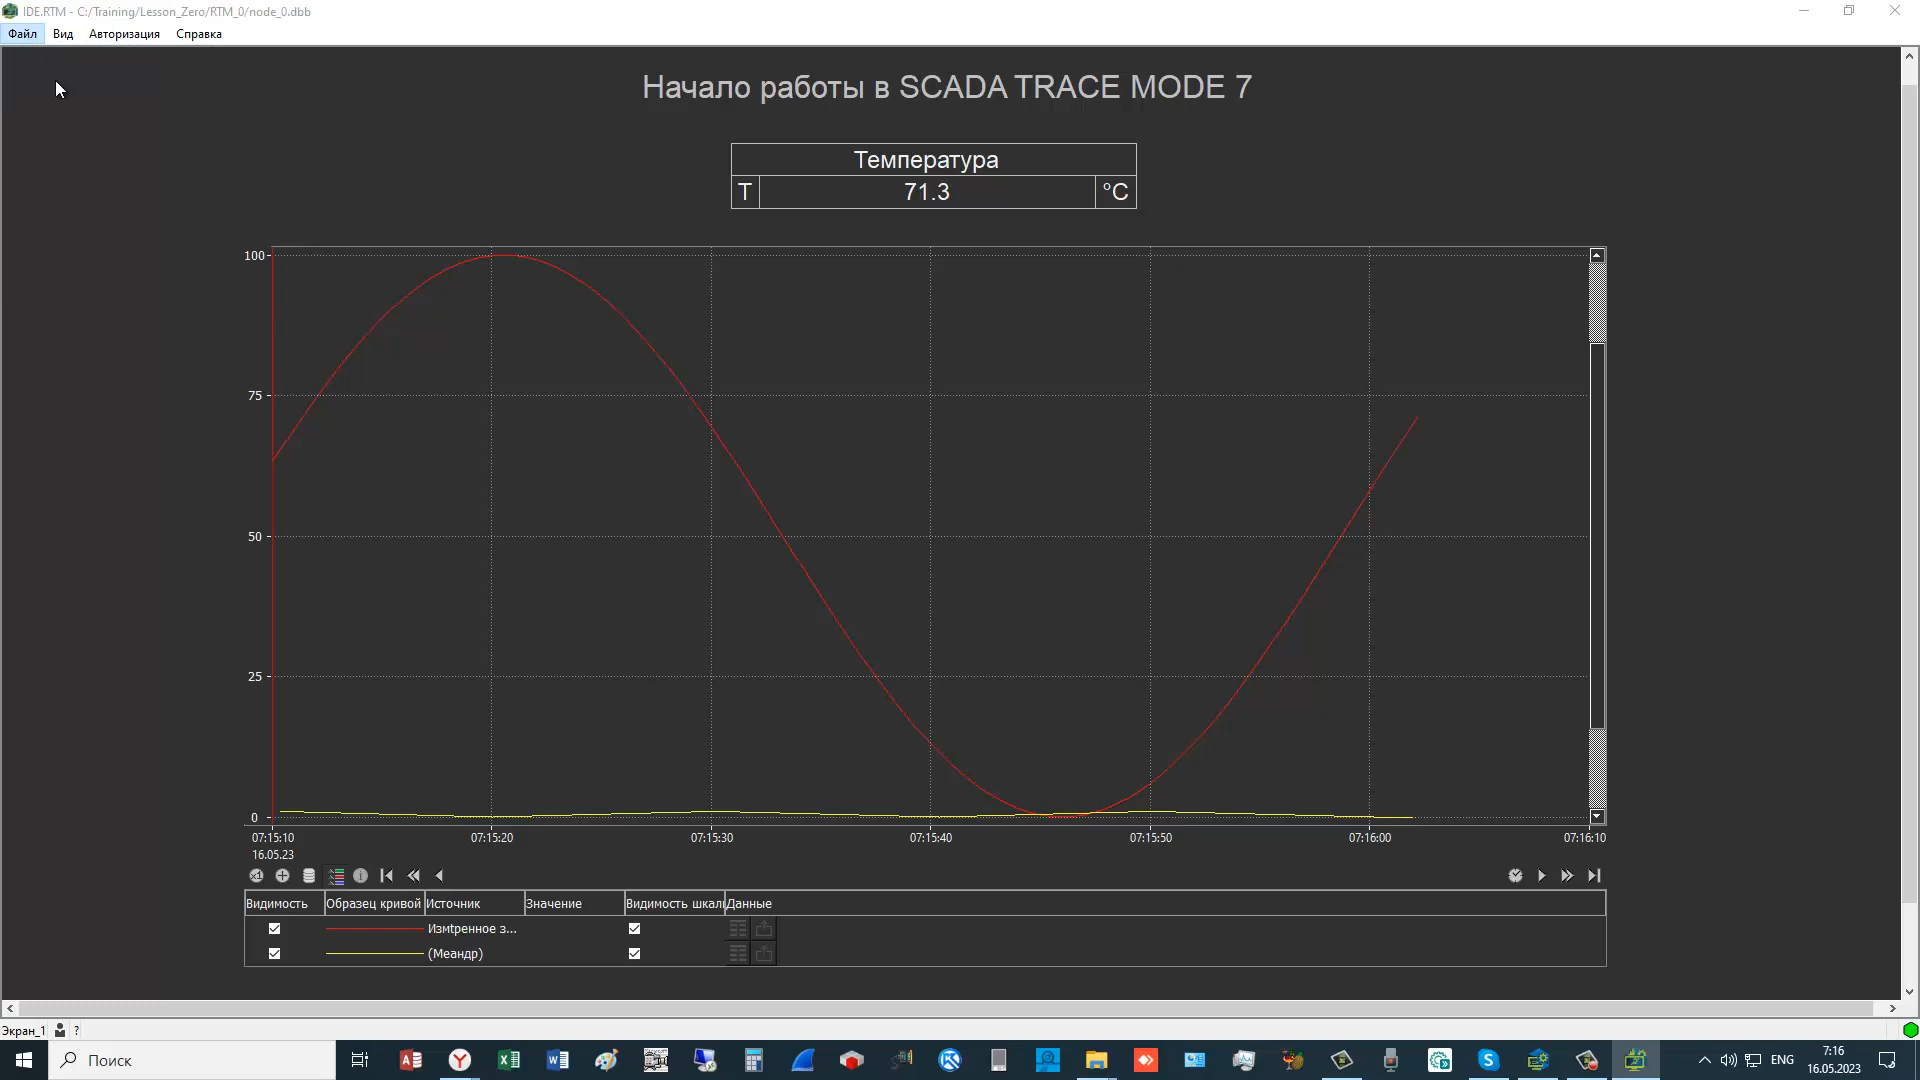 IDE.RTM - C:/Training/Lesson_Zero/RTM_0/node_0.dbb
Файл Вид Авторизация Справка
Начало работы в SCADA TRACE MODE 7
Температура
T 71.3 °C
100
75
50
25
0
07:15:10 07:15:20 07:15:30 07:15:40 07:15:50 07:16:00 07:16:10
16.05.23
Видимость Образец кривой Источник Значение Видимость шкал Данные
Измtренное з...
(Меандр)
Экран_1 ?
Поиск ENG 7:16
16.05.2023